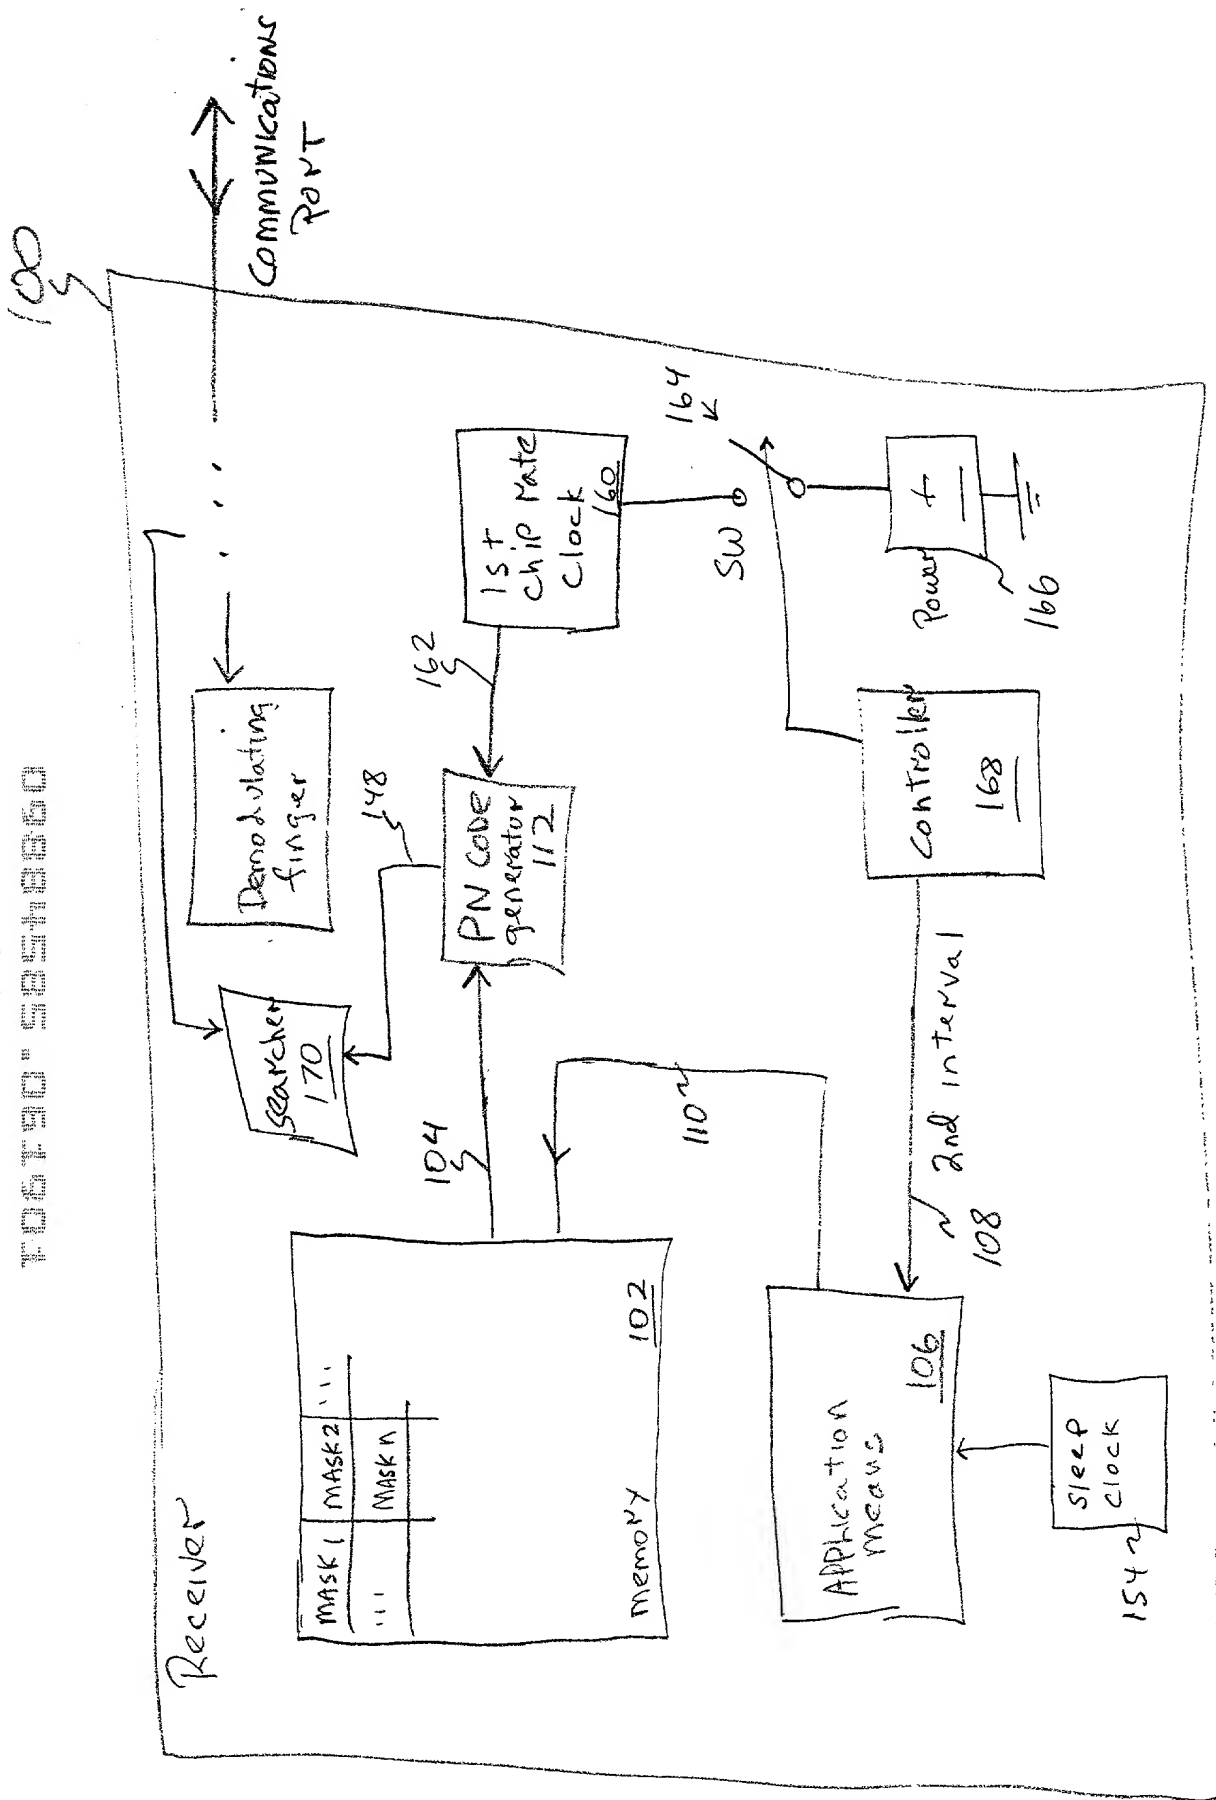 100
Receiver
COMMUNICATIONS
PORT
Demodulating
finger
searcher
170
148
162
1st
Chip rate
Clock
160
PN CODE
generator
112
104
MASK 1 MASK2 ...
... MASK n
memory 102
110
SW
164
Power
+
166
controller
168
2nd interval
108
APPlication
means
106
Sleep
Clock
154